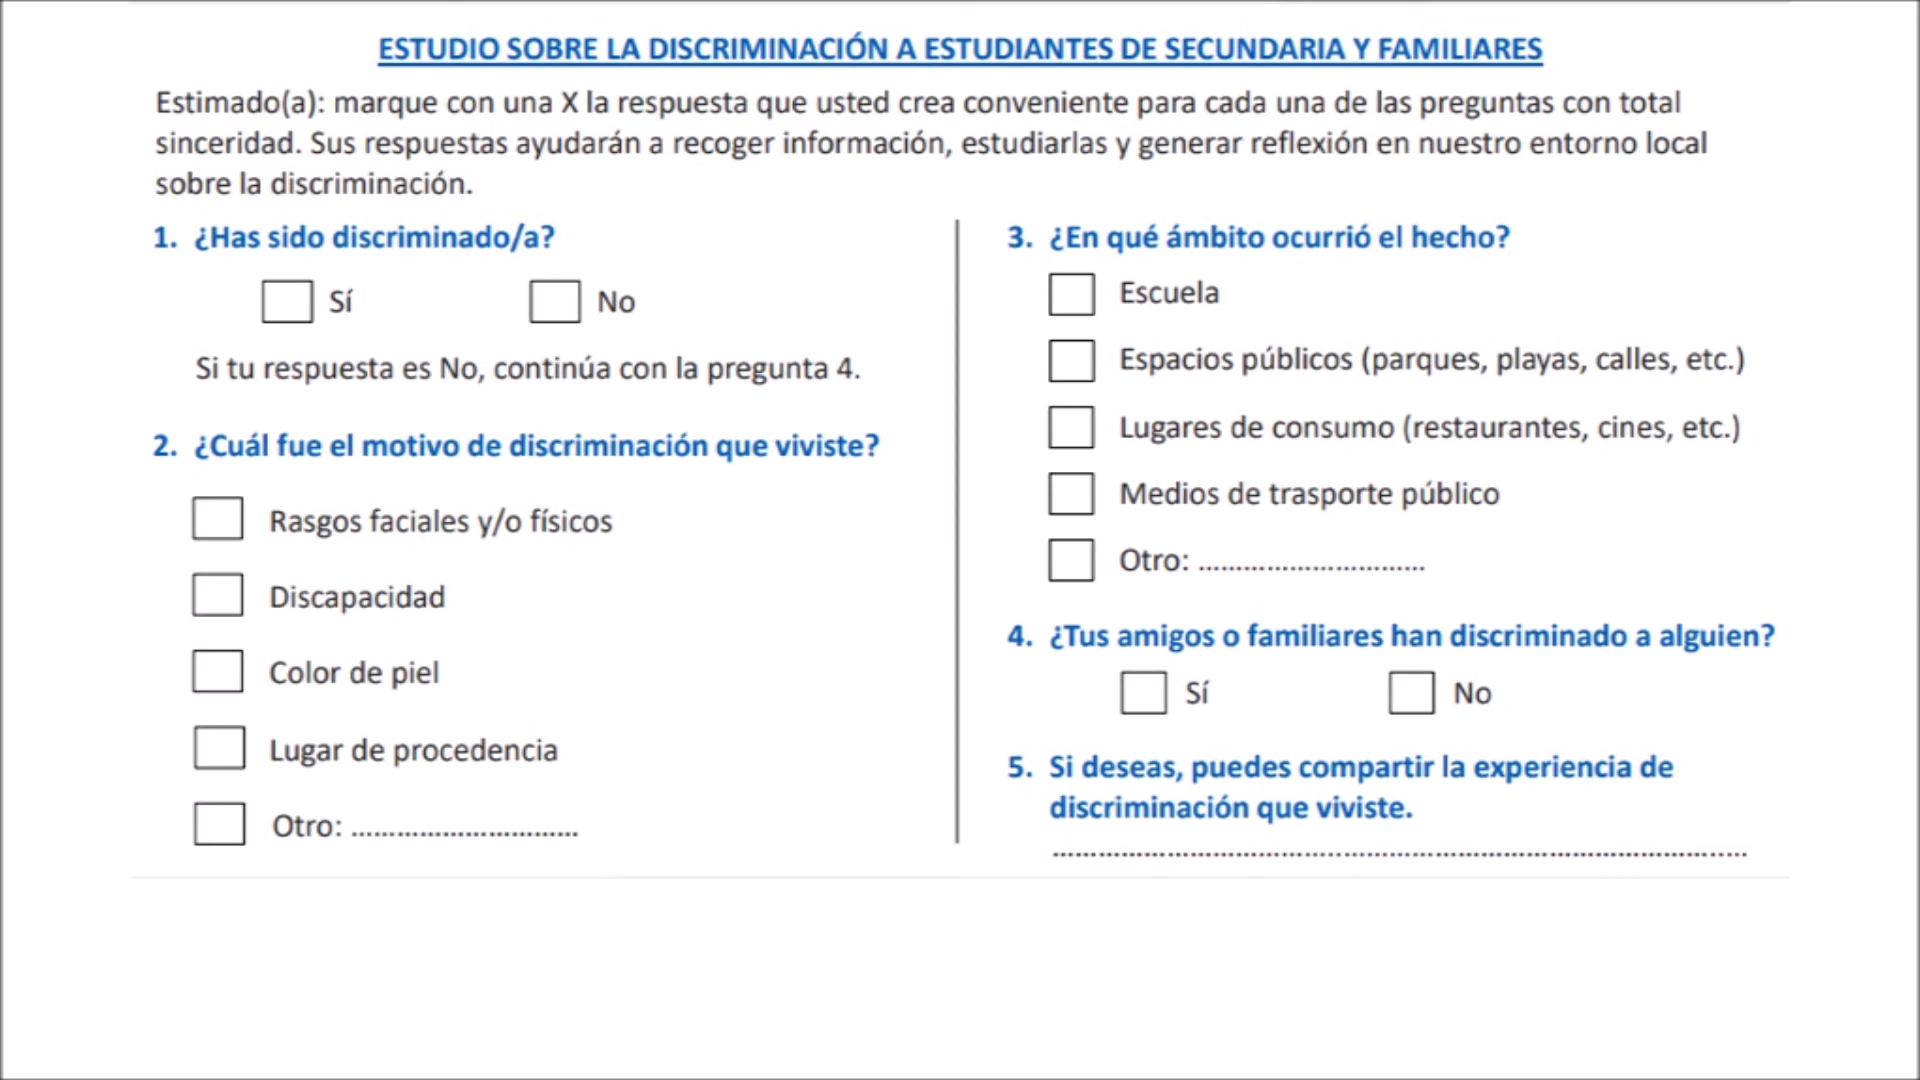 ESTUDIO SOBRE LA DISCRIMINACIÓN A ESTUDIANTES DE SECUNDARIA Y FAMILIARES
Estimado(a): marque con una X la respuesta que usted crea conveniente para cada una de las preguntas con total
sinceridad. Sus respuestas ayudarán a recoger información, estudiarlas y generar reflexión en nuestro entorno local
sobre la discriminación.
1. ¿Has sido discriminado/a?
Sí No
Si tu respuesta es No, continúa con la pregunta 4.
2. ¿Cuál fue el motivo de discriminación que viviste?
Rasgos faciales y/o físicos
Discapacidad
Color de piel
Lugar de procedencia
Otro: ..............................
3. ¿En qué ámbito ocurrió el hecho?
Escuela
Espacios públicos (parques, playas, calles, etc.)
Lugares de consumo (restaurantes, cines, etc.)
Medios de trasporte público
Otro: ..............................
4. ¿Tus amigos o familiares han discriminado a alguien?
Sí No
5. Si deseas, puedes compartir la experiencia de
discriminación que viviste.
..........................................................................................